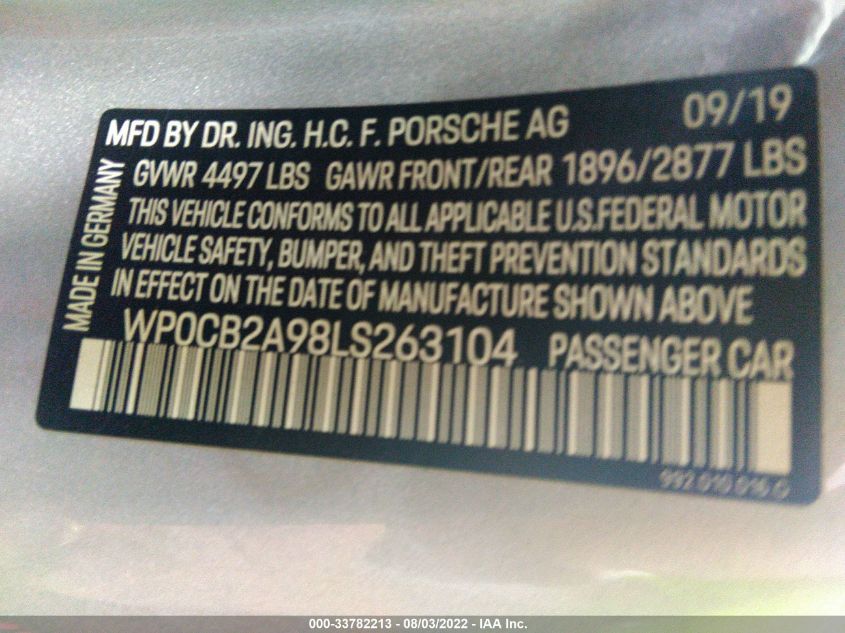 MFD BY DR. ING. H.C. F. PORSCHE AG 09/19
GVWR 4497 LBS GAWR FRONT/REAR 1896/2877 LBS
THIS VEHICLE CONFORMS TO ALL APPLICABLE U.S.FEDERAL MOTOR
VEHICLE SAFETY, BUMPER, AND THEFT PREVENTION STANDARDS
IN EFFECT ON THE DATE OF MANUFACTURE SHOWN ABOVE
MADE IN GERMANY
WP0CB2A98LS263104 PASSENGER CAR
992 010 016 G
000-33782213 - 08/03/2022 - IAA Inc.